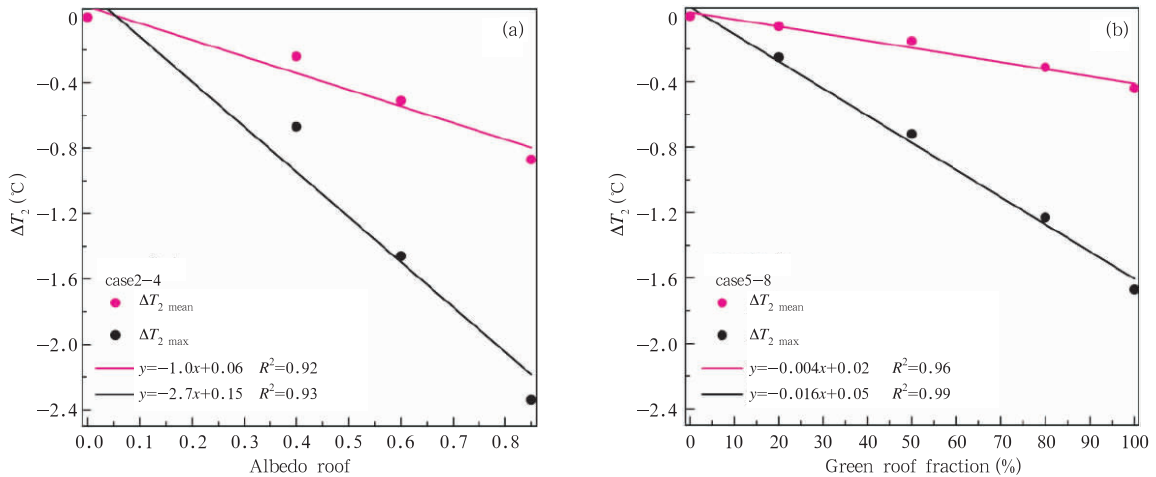 (a)
0
−0.4
−0.8
−1.2
−1.6
−2.0
−2.4
ΔT2 (℃)
case2−4
ΔT2 mean
ΔT2 max
y=−1.0x+0.06 R²=0.92
y=−2.7x+0.15 R²=0.93
0.0 0.1 0.2 0.3 0.4 0.5 0.6 0.7 0.8
Albedo roof
(b)
0
−0.4
−0.8
−1.2
−1.6
−2.0
−2.4
ΔT2 (℃)
case5−8
ΔT2 mean
ΔT2 max
y=−0.004x+0.02 R²=0.96
y=−0.016x+0.05 R²=0.99
0 10 20 30 40 50 60 70 80 90 100
Green roof fraction (%)